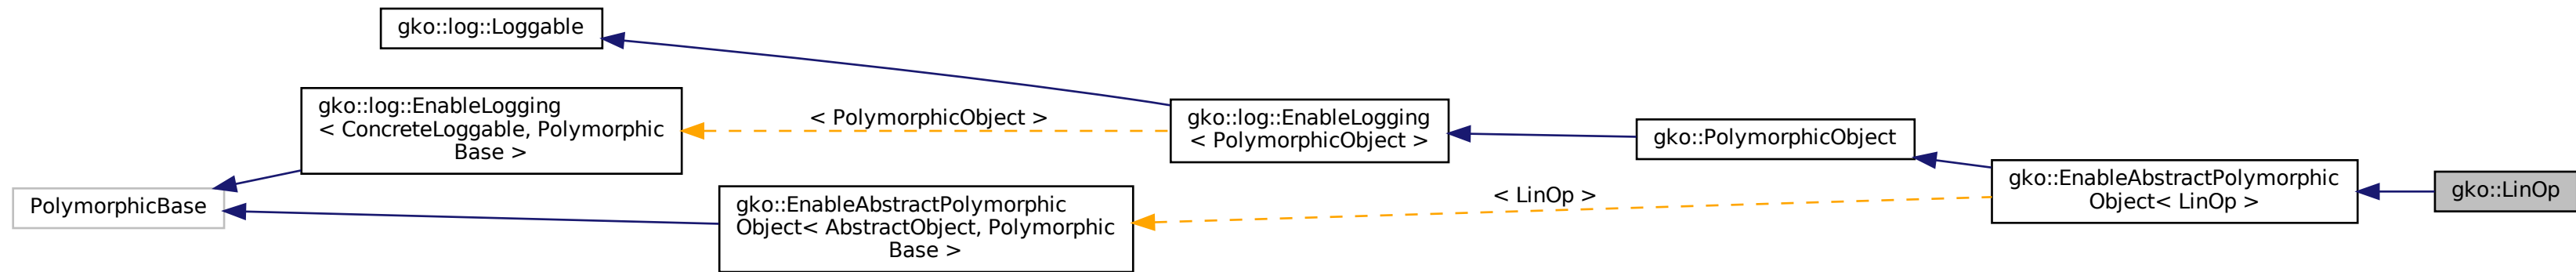 gko::log::Loggable
gko::log::EnableLogging
< ConcreteLoggable, Polymorphic
Base >
< PolymorphicObject >
gko::log::EnableLogging
< PolymorphicObject >
gko::PolymorphicObject
PolymorphicBase
gko::EnableAbstractPolymorphic
Object< AbstractObject, Polymorphic
Base >
< LinOp >
gko::EnableAbstractPolymorphic
Object< LinOp >
gko::LinOp